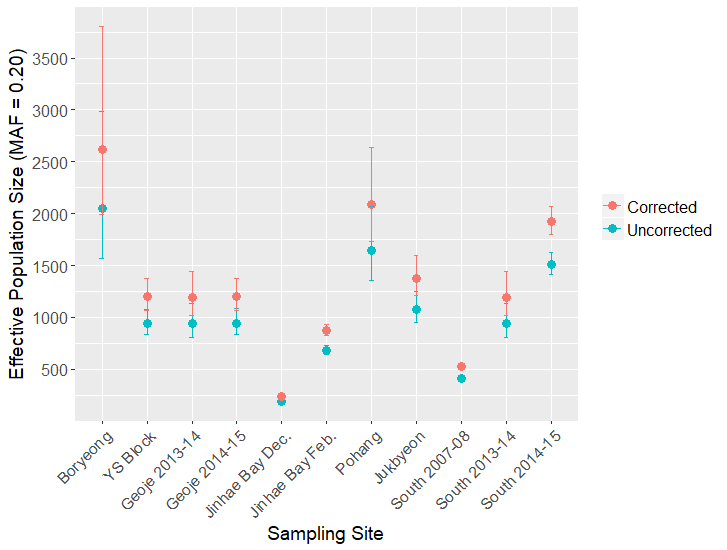 Effective Population Size (MAF = 0.20)
3500
3000
2500
2000
1500
1000
500
Boryeong
YS Block
Geoje 2013-14
Geoje 2014-15
Jinhae Bay Dec.
Jinhae Bay Feb.
Pohang
Jukbyeon
South 2007-08
South 2013-14
South 2014-15
Sampling Site
Corrected
Uncorrected